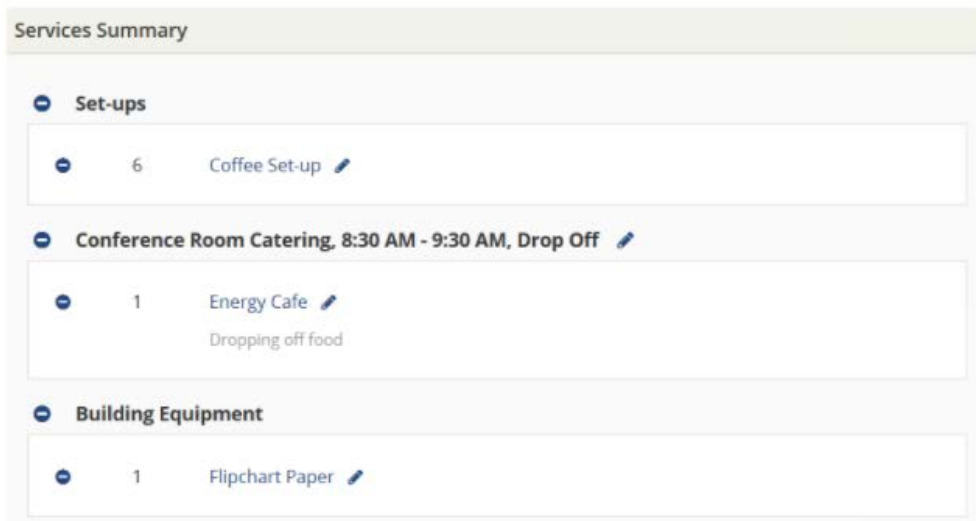 Services Summary
Set-ups
6 Coffee Set-up
Conference Room Catering, 8:30 AM - 9:30 AM, Drop Off
1 Energy Cafe
Dropping off food
Building Equipment
1 Flipchart Paper